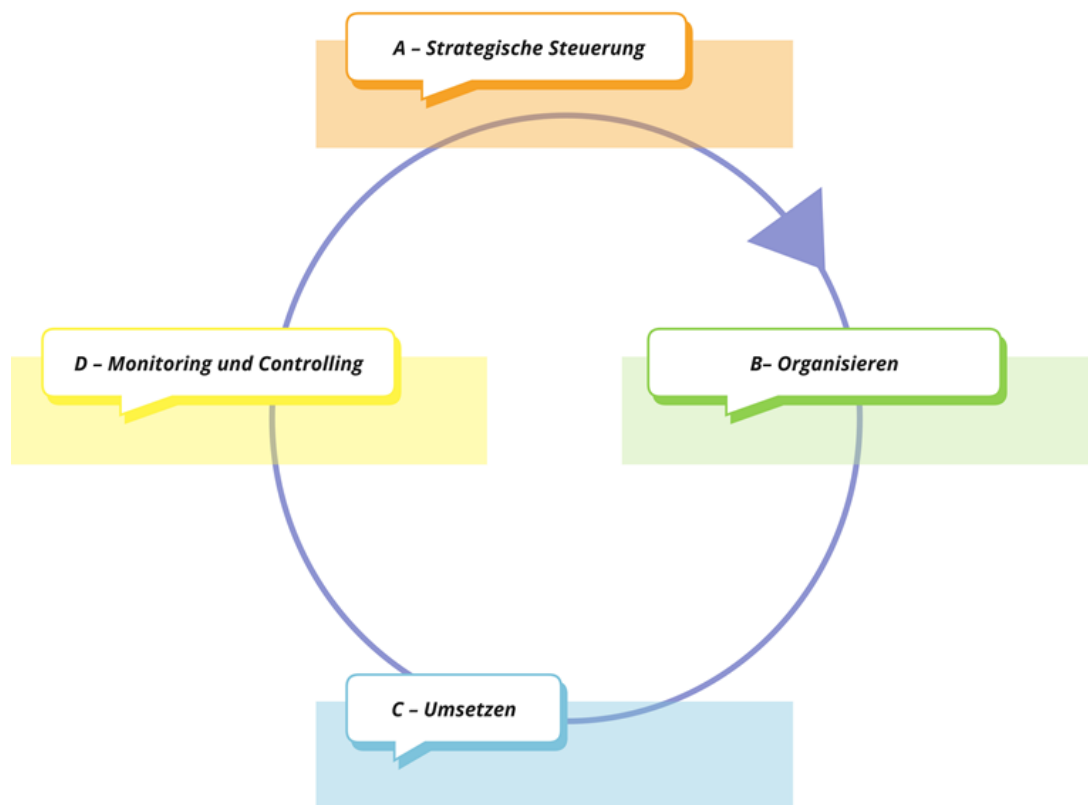 A – Strategische Steuerung
D – Monitoring und Controlling
B– Organisieren
C – Umsetzen